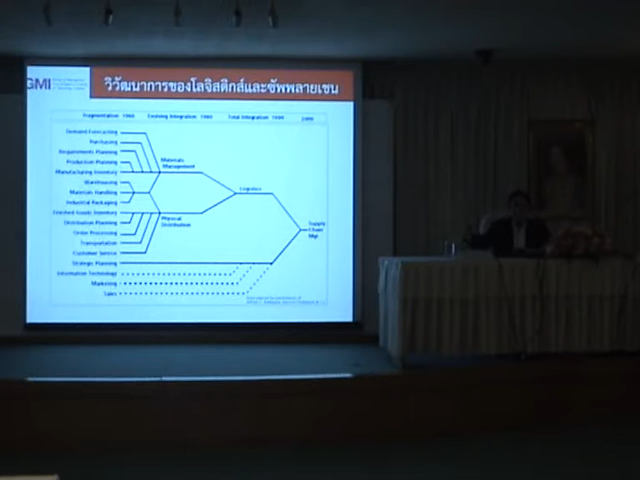 GMI
วิวัฒนาการของโลจิสติกส์และซัพพลายเชน
Fragmentation 1960 Evolving Integration 1980 Total Integration 1990 2000
Demand Forecasting
Purchasing
Requirements Planning
Production Planning
Manufacturing Inventory
Warehousing
Materials Handling
Industrial Packaging
Finished Goods Inventory
Distribution Planning
Order Processing
Transportation
Customer Service
Strategic Planning
Information Technology
Marketing
Sales
Materials
Management
Physical
Distribution
Logistics
Supply
Chain
Mgt